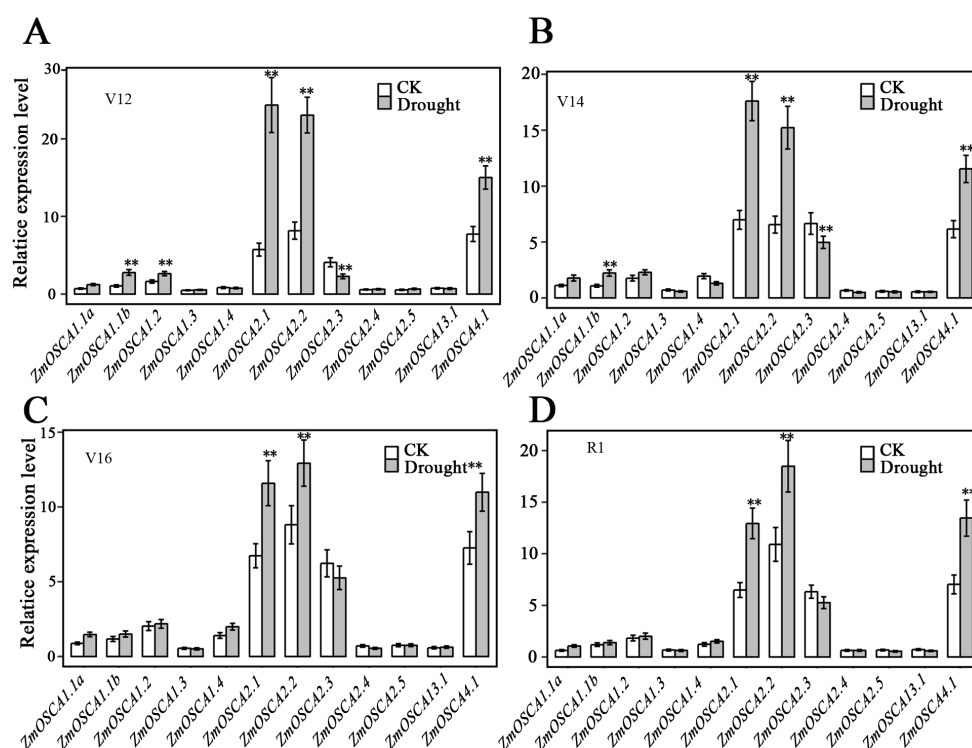 A
Relatice expression level
30
20
10
0
V12
CK
Drought
**
**
**
**
**
**
ZmOSCA1.1a
ZmOSCA1.1b
ZmOSCA1.2
ZmOSCA1.3
ZmOSCA1.4
ZmOSCA2.1
ZmOSCA2.2
ZmOSCA2.3
ZmOSCA2.4
ZmOSCA2.5
ZmOSCA13.1
ZmOSCA4.1
B
20
15
10
5
0
V14
CK
Drought
**
**
**
**
**
ZmOSCA1.1a
ZmOSCA1.1b
ZmOSCA1.2
ZmOSCA1.3
ZmOSCA1.4
ZmOSCA2.1
ZmOSCA2.2
ZmOSCA2.3
ZmOSCA2.4
ZmOSCA2.5
ZmOSCA13.1
ZmOSCA4.1
C
Relatice expression level
15
10
5
0
V16
CK
Drought
**
**
**
ZmOSCA1.1a
ZmOSCA1.1b
ZmOSCA1.2
ZmOSCA1.3
ZmOSCA1.4
ZmOSCA2.1
ZmOSCA2.2
ZmOSCA2.3
ZmOSCA2.4
ZmOSCA2.5
ZmOSCA13.1
ZmOSCA4.1
D
20
15
10
5
0
R1
CK
Drought
**
**
**
ZmOSCA1.1a
ZmOSCA1.1b
ZmOSCA1.2
ZmOSCA1.3
ZmOSCA1.4
ZmOSCA2.1
ZmOSCA2.2
ZmOSCA2.3
ZmOSCA2.4
ZmOSCA2.5
ZmOSCA13.1
ZmOSCA4.1